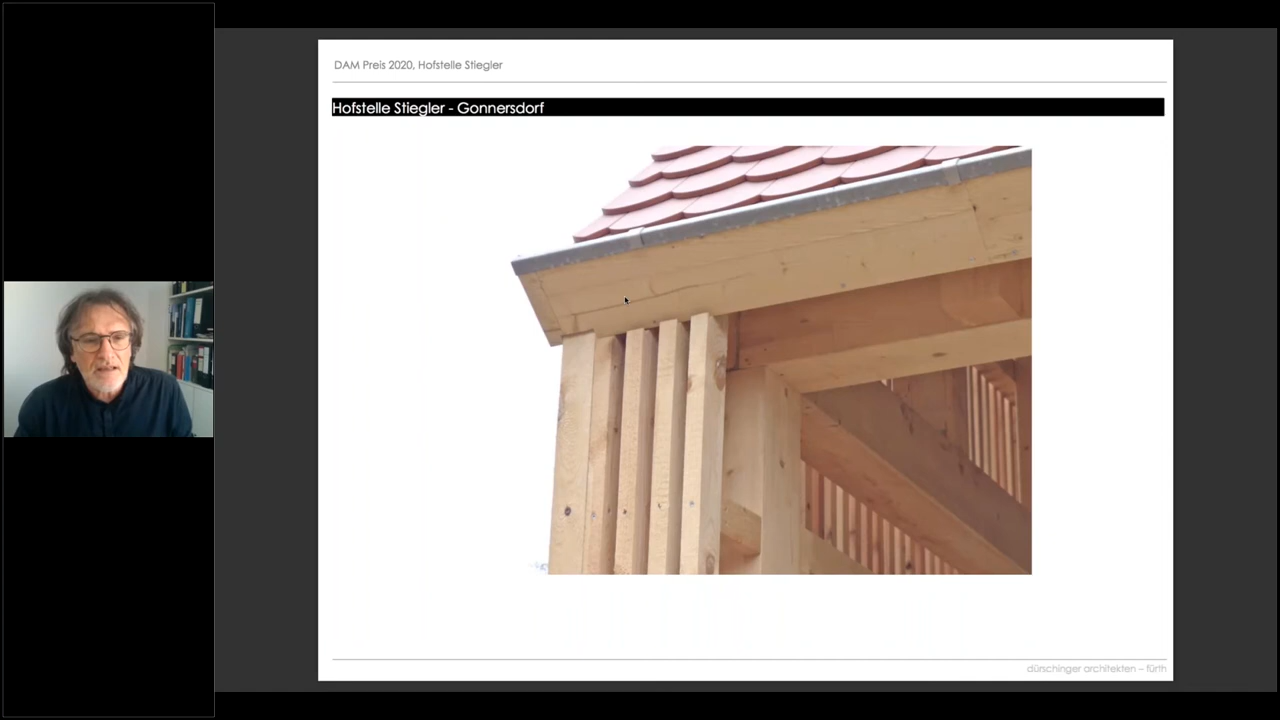 DAM Preis 2020, Hofstelle Stiegler
Hofstelle Stiegler - Gonnersdorf
dürschinger architekten – fürth